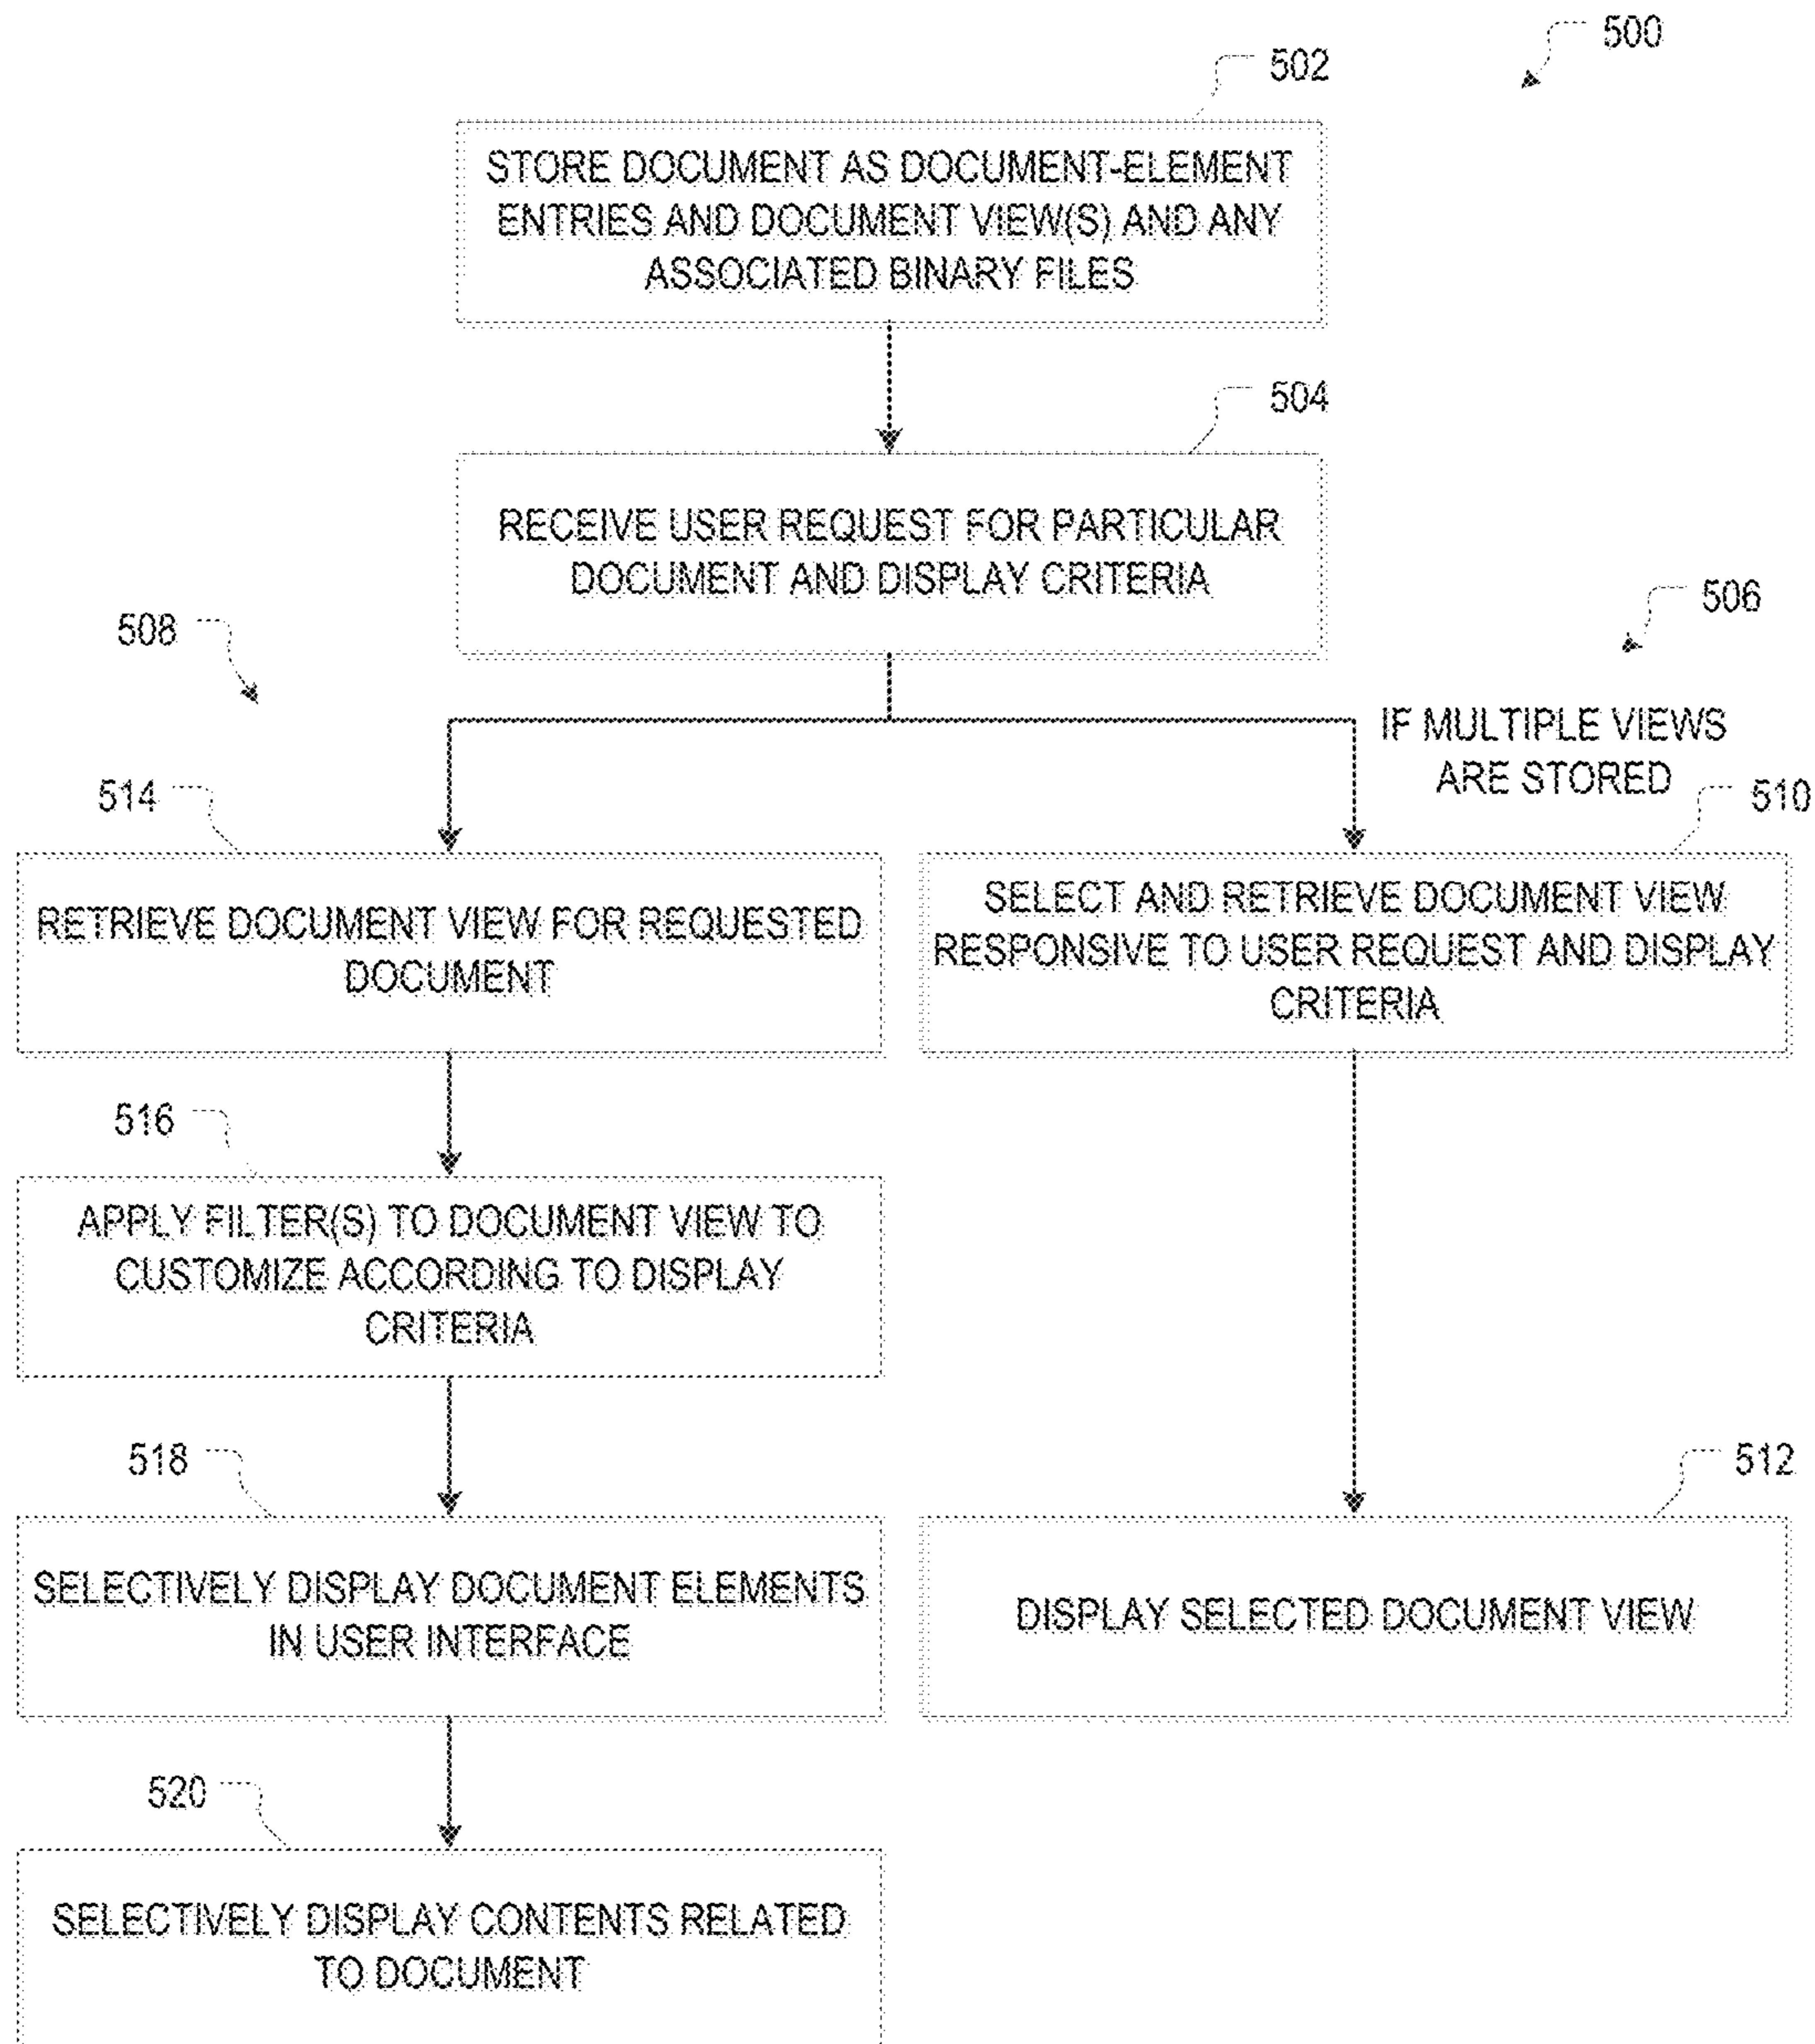 500
502
STORE DOCUMENT AS DOCUMENT-ELEMENT
ENTRIES AND DOCUMENT VIEW(S) AND ANY
ASSOCIATED BINARY FILES
504
RECEIVE USER REQUEST FOR PARTICULAR
DOCUMENT AND DISPLAY CRITERIA
508
506
IF MULTIPLE VIEWS
ARE STORED
514
RETRIEVE DOCUMENT VIEW FOR REQUESTED
DOCUMENT
510
SELECT AND RETRIEVE DOCUMENT VIEW
RESPONSIVE TO USER REQUEST AND DISPLAY
CRITERIA
516
APPLY FILTER(S) TO DOCUMENT VIEW TO
CUSTOMIZE ACCORDING TO DISPLAY
CRITERIA
518
SELECTIVELY DISPLAY DOCUMENT ELEMENTS
IN USER INTERFACE
512
DISPLAY SELECTED DOCUMENT VIEW
520
SELECTIVELY DISPLAY CONTENTS RELATED
TO DOCUMENT